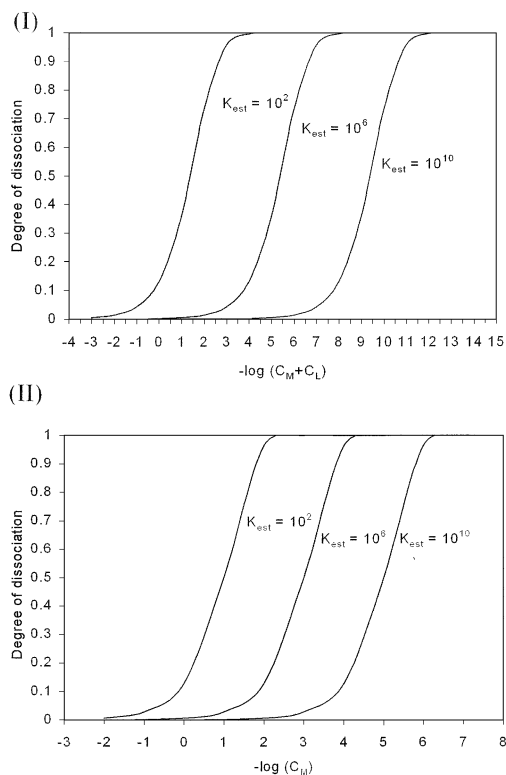 (I)
1
0.9
0.8
0.7
0.6
0.5
0.4
0.3
0.2
0.1
0
Degree of dissociation
K_est = 10^2
K_est = 10^6
K_est = 10^10
-4 -3 -2 -1 0 1 2 3 4 5 6 7 8 9 10 11 12 13 14 15
-log (C_M+C_L)
(II)
1
0.9
0.8
0.7
0.6
0.5
0.4
0.3
0.2
0.1
0
Degree of dissociation
K_est = 10^2
K_est = 10^6
K_est = 10^10
-3 -2 -1 0 1 2 3 4 5 6 7 8
-log (C_M)